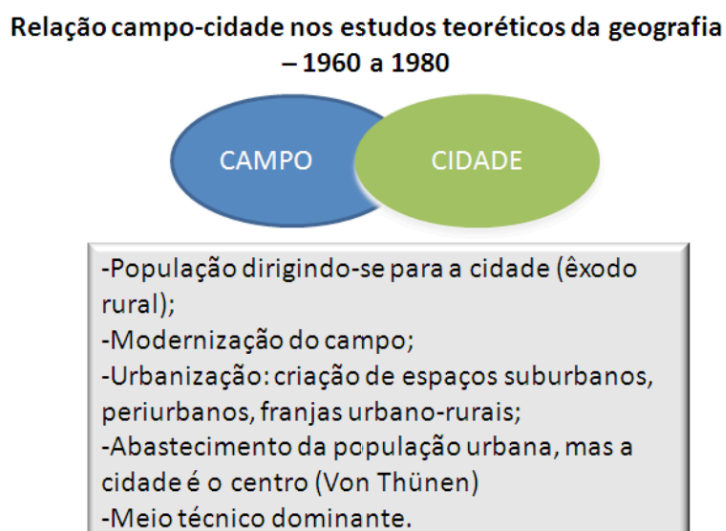 Relação campo-cidade nos estudos teoréticos da geografia
– 1960 a 1980
CAMPO
CIDADE
-População dirigindo-se para a cidade (êxodo
rural);
-Modernização do campo;
-Urbanização: criação de espaços suburbanos,
periurbanos, franjas urbano-rurais;
-Abastecimento da população urbana, mas a
cidade é o centro (Von Thünen)
-Meio técnico dominante.